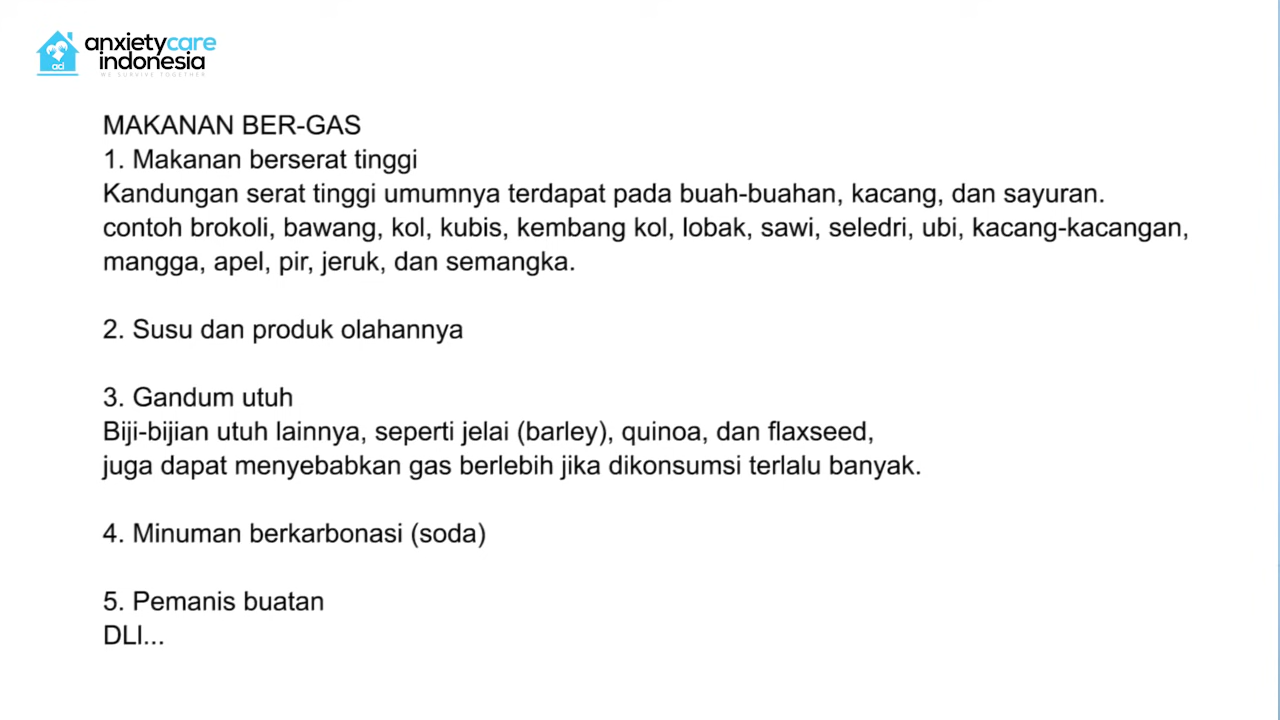 anxietycare
indonesia
WE SURVIVE TOGETHER
ad
MAKANAN BER-GAS
1. Makanan berserat tinggi
Kandungan serat tinggi umumnya terdapat pada buah-buahan, kacang, dan sayuran.
contoh brokoli, bawang, kol, kubis, kembang kol, lobak, sawi, seledri, ubi, kacang-kacangan,
mangga, apel, pir, jeruk, dan semangka.
2. Susu dan produk olahannya
3. Gandum utuh
Biji-bijian utuh lainnya, seperti jelai (barley), quinoa, dan flaxseed,
juga dapat menyebabkan gas berlebih jika dikonsumsi terlalu banyak.
4. Minuman berkarbonasi (soda)
5. Pemanis buatan
DLl...